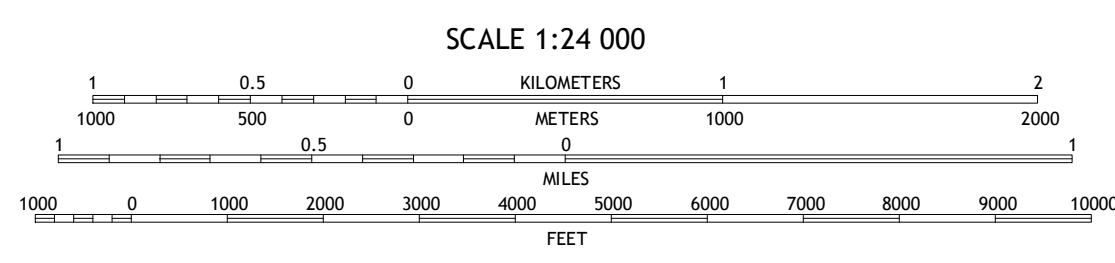 SCALE 1:24 000
1 0.5 0 KILOMETERS 1 2
1000 500 0 METERS 1000 2000
1 0.5 0 1
MILES
1000 0 1000 2000 3000 4000 5000 6000 7000 8000 9000 10000
FEET